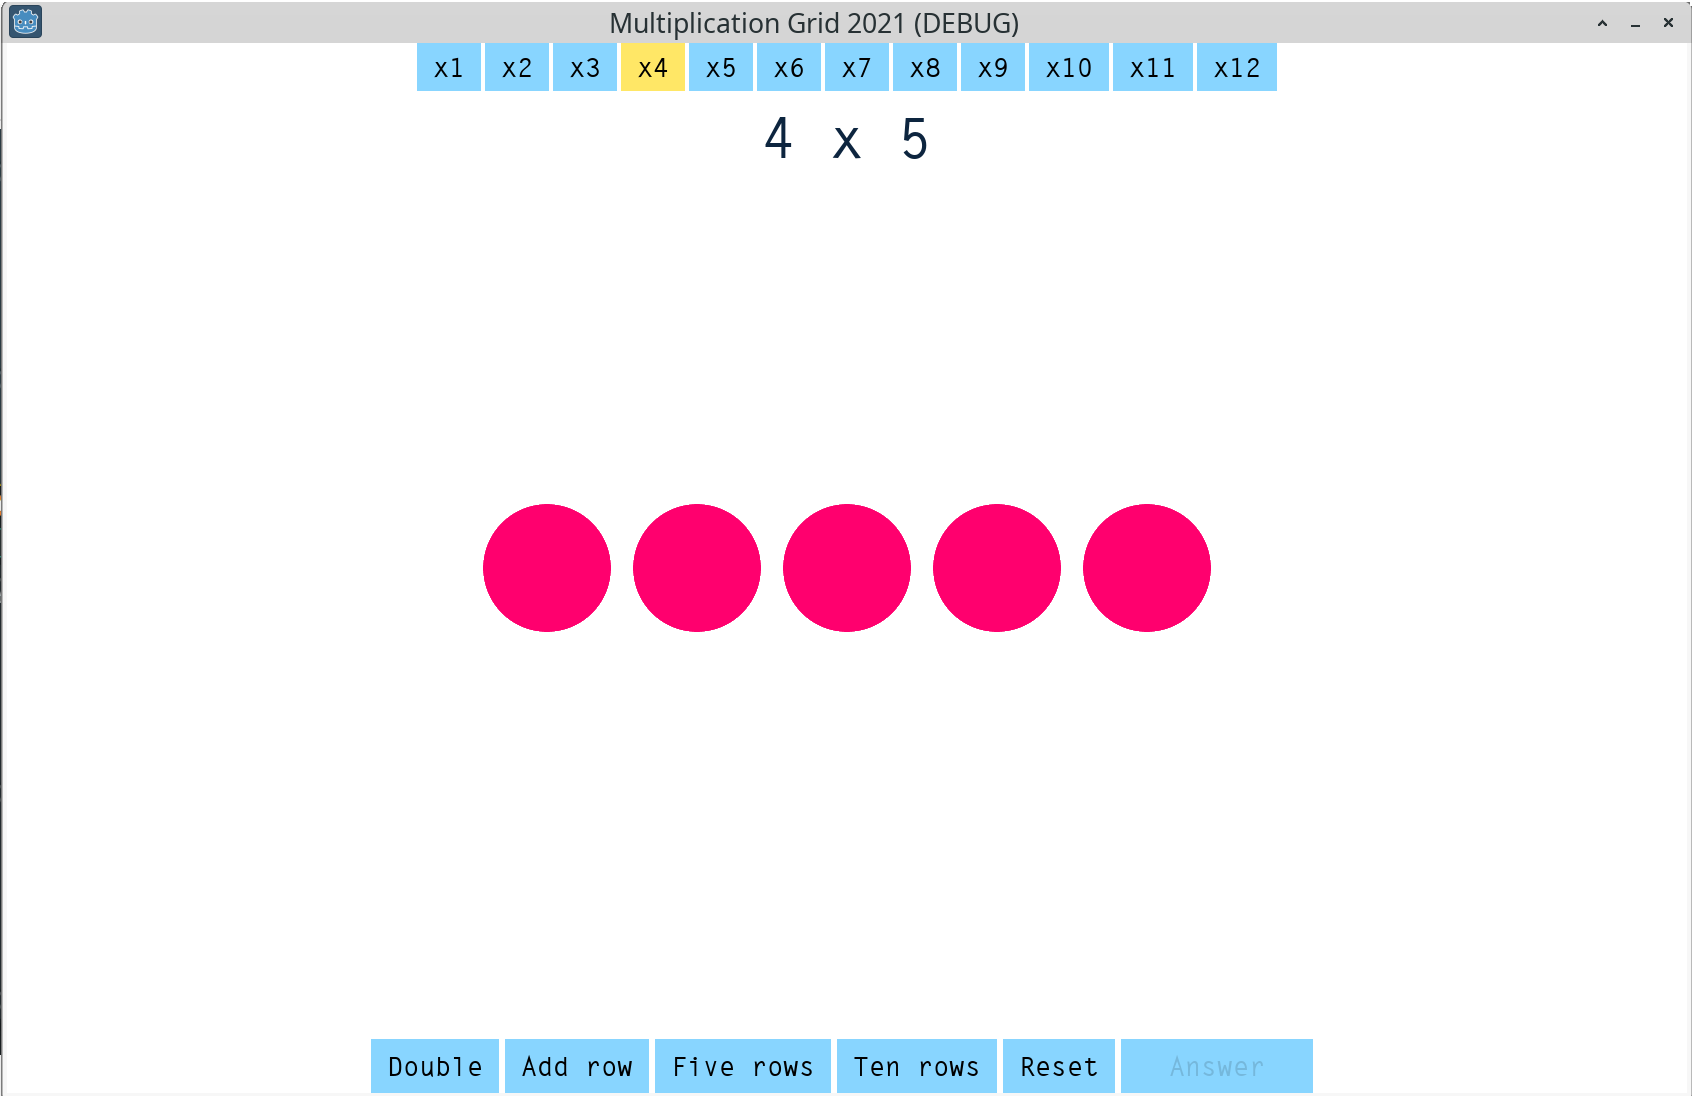 Multiplication Grid 2021 (DEBUG)
x1 x2 x3 x4 x5 x6 x7 x8 x9 x10 x11 x12
4 x 5
Double Add row Five rows Ten rows Reset Answer